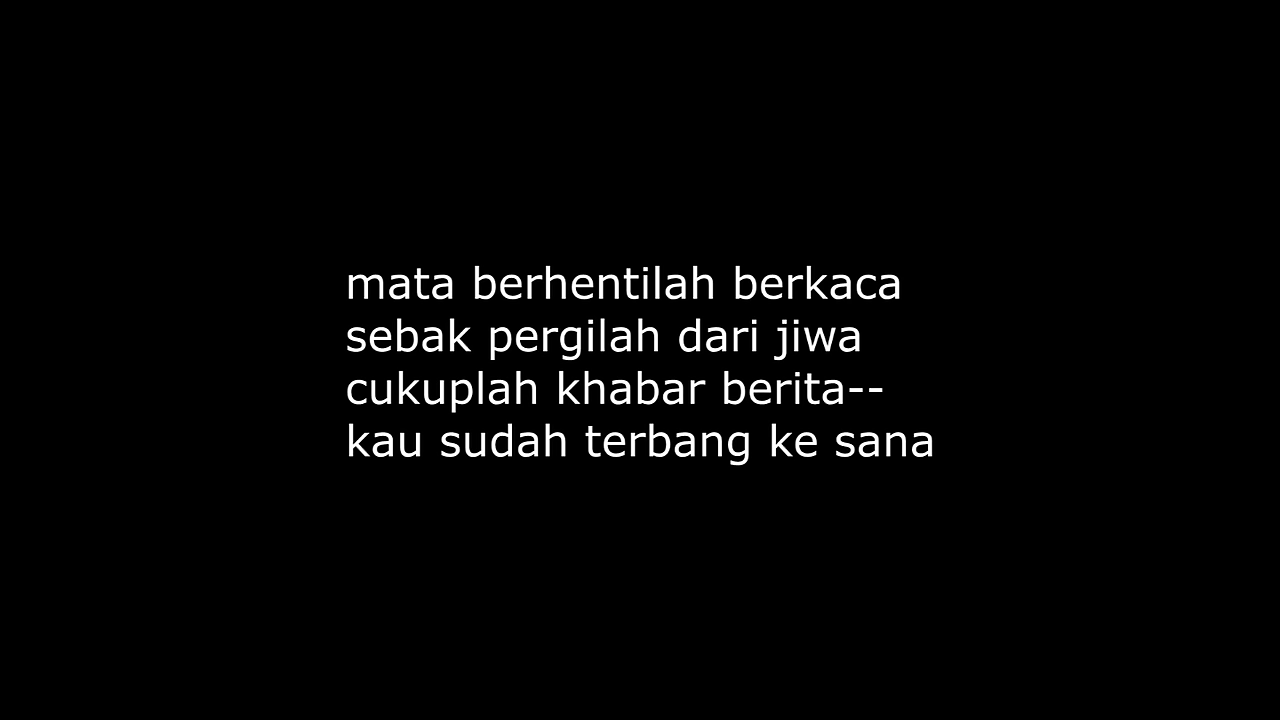 mata berhentilah berkaca
sebak pergilah dari jiwa
cukuplah khabar berita--
kau sudah terbang ke sana